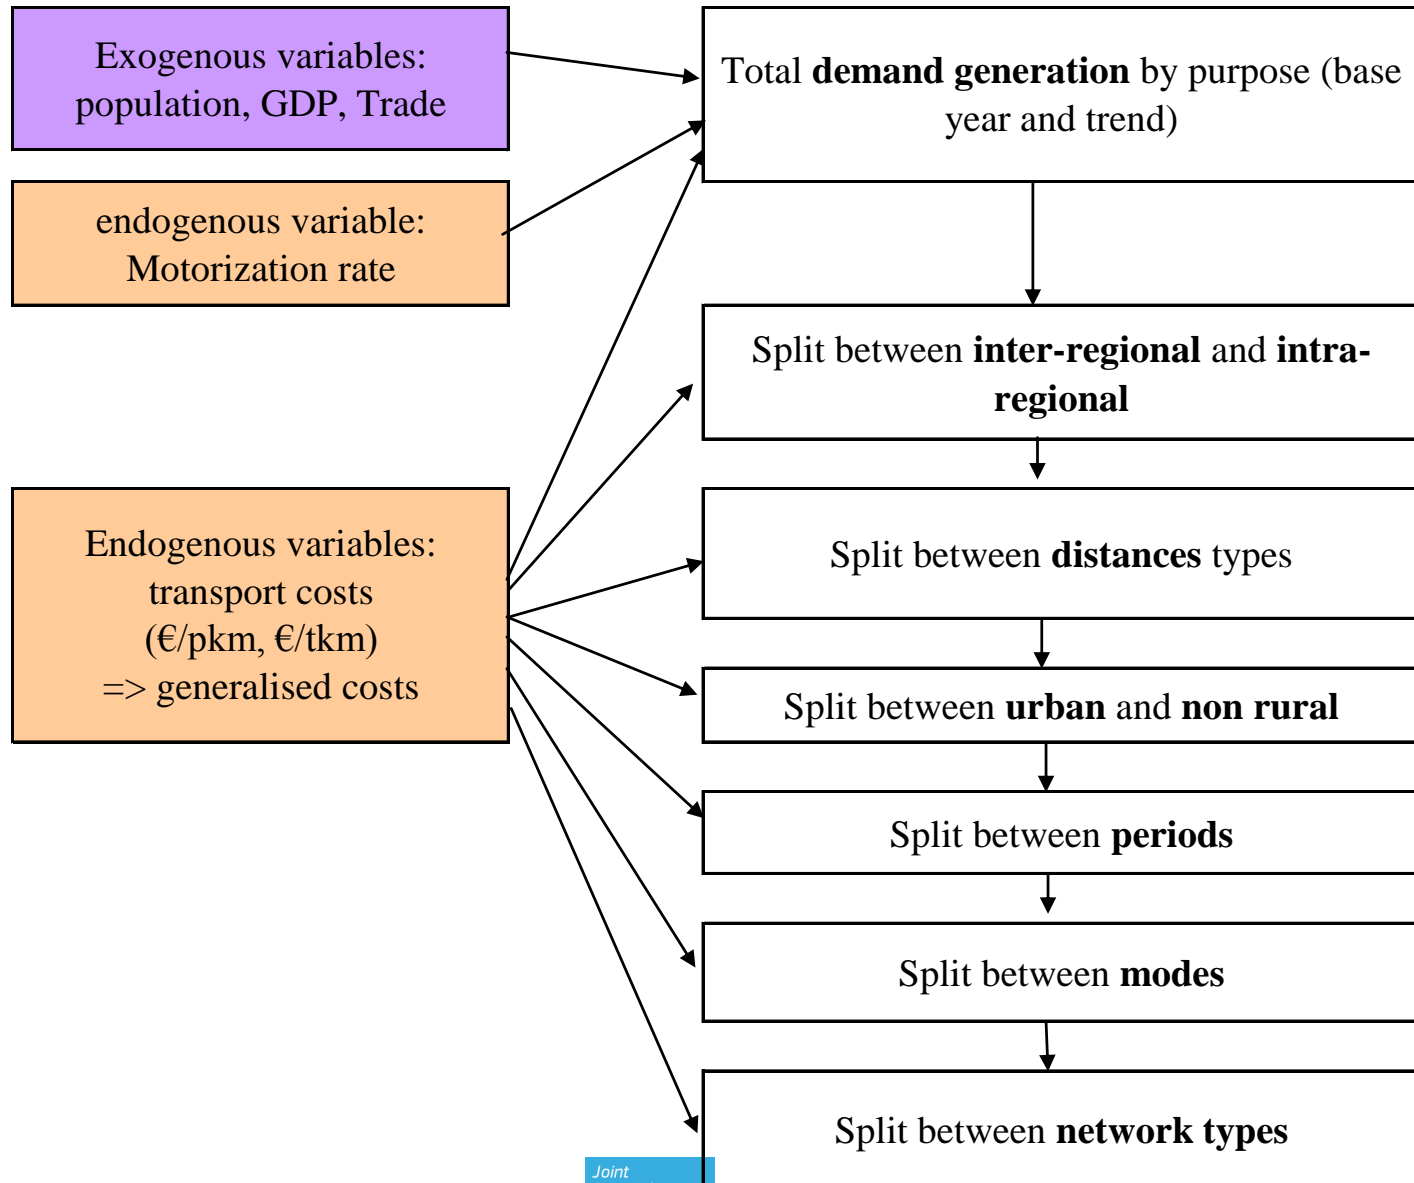 Exogenous variables:
population, GDP, Trade
endogenous variable:
Motorization rate
Endogenous variables:
transport costs
(€/pkm, €/tkm)
=> generalised costs
Total demand generation by purpose (base
year and trend)
Split between inter-regional and intra-
regional
Split between distances types
Split between urban and non rural
Split between periods
Split between modes
Split between network types
Joint